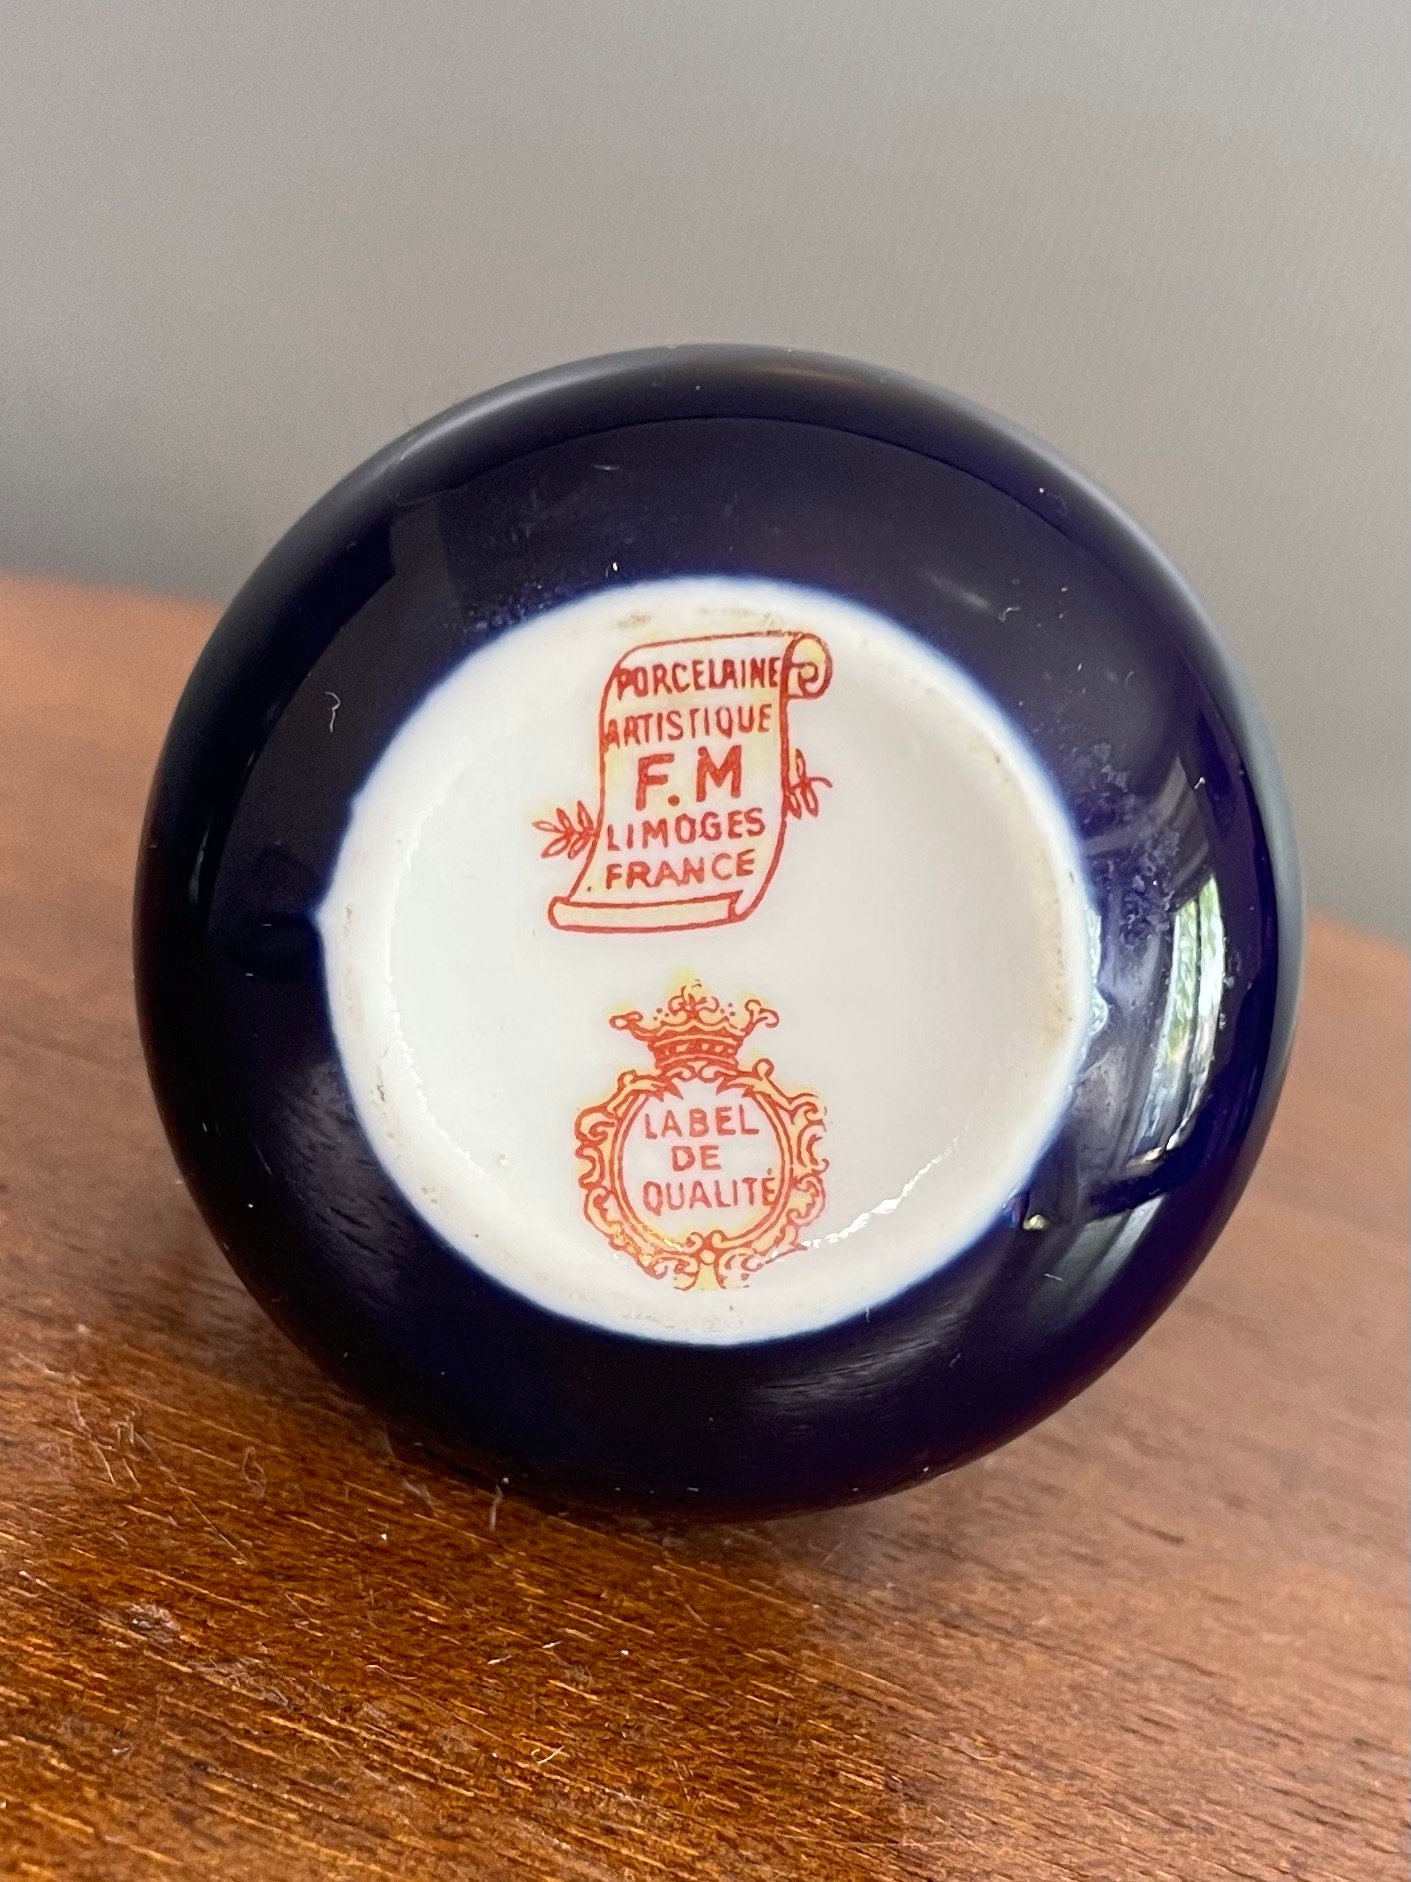 PORCELAINE
ARTISTIQUE
F.M
LIMOGES
FRANCE
LABEL
DE
QUALITÉ